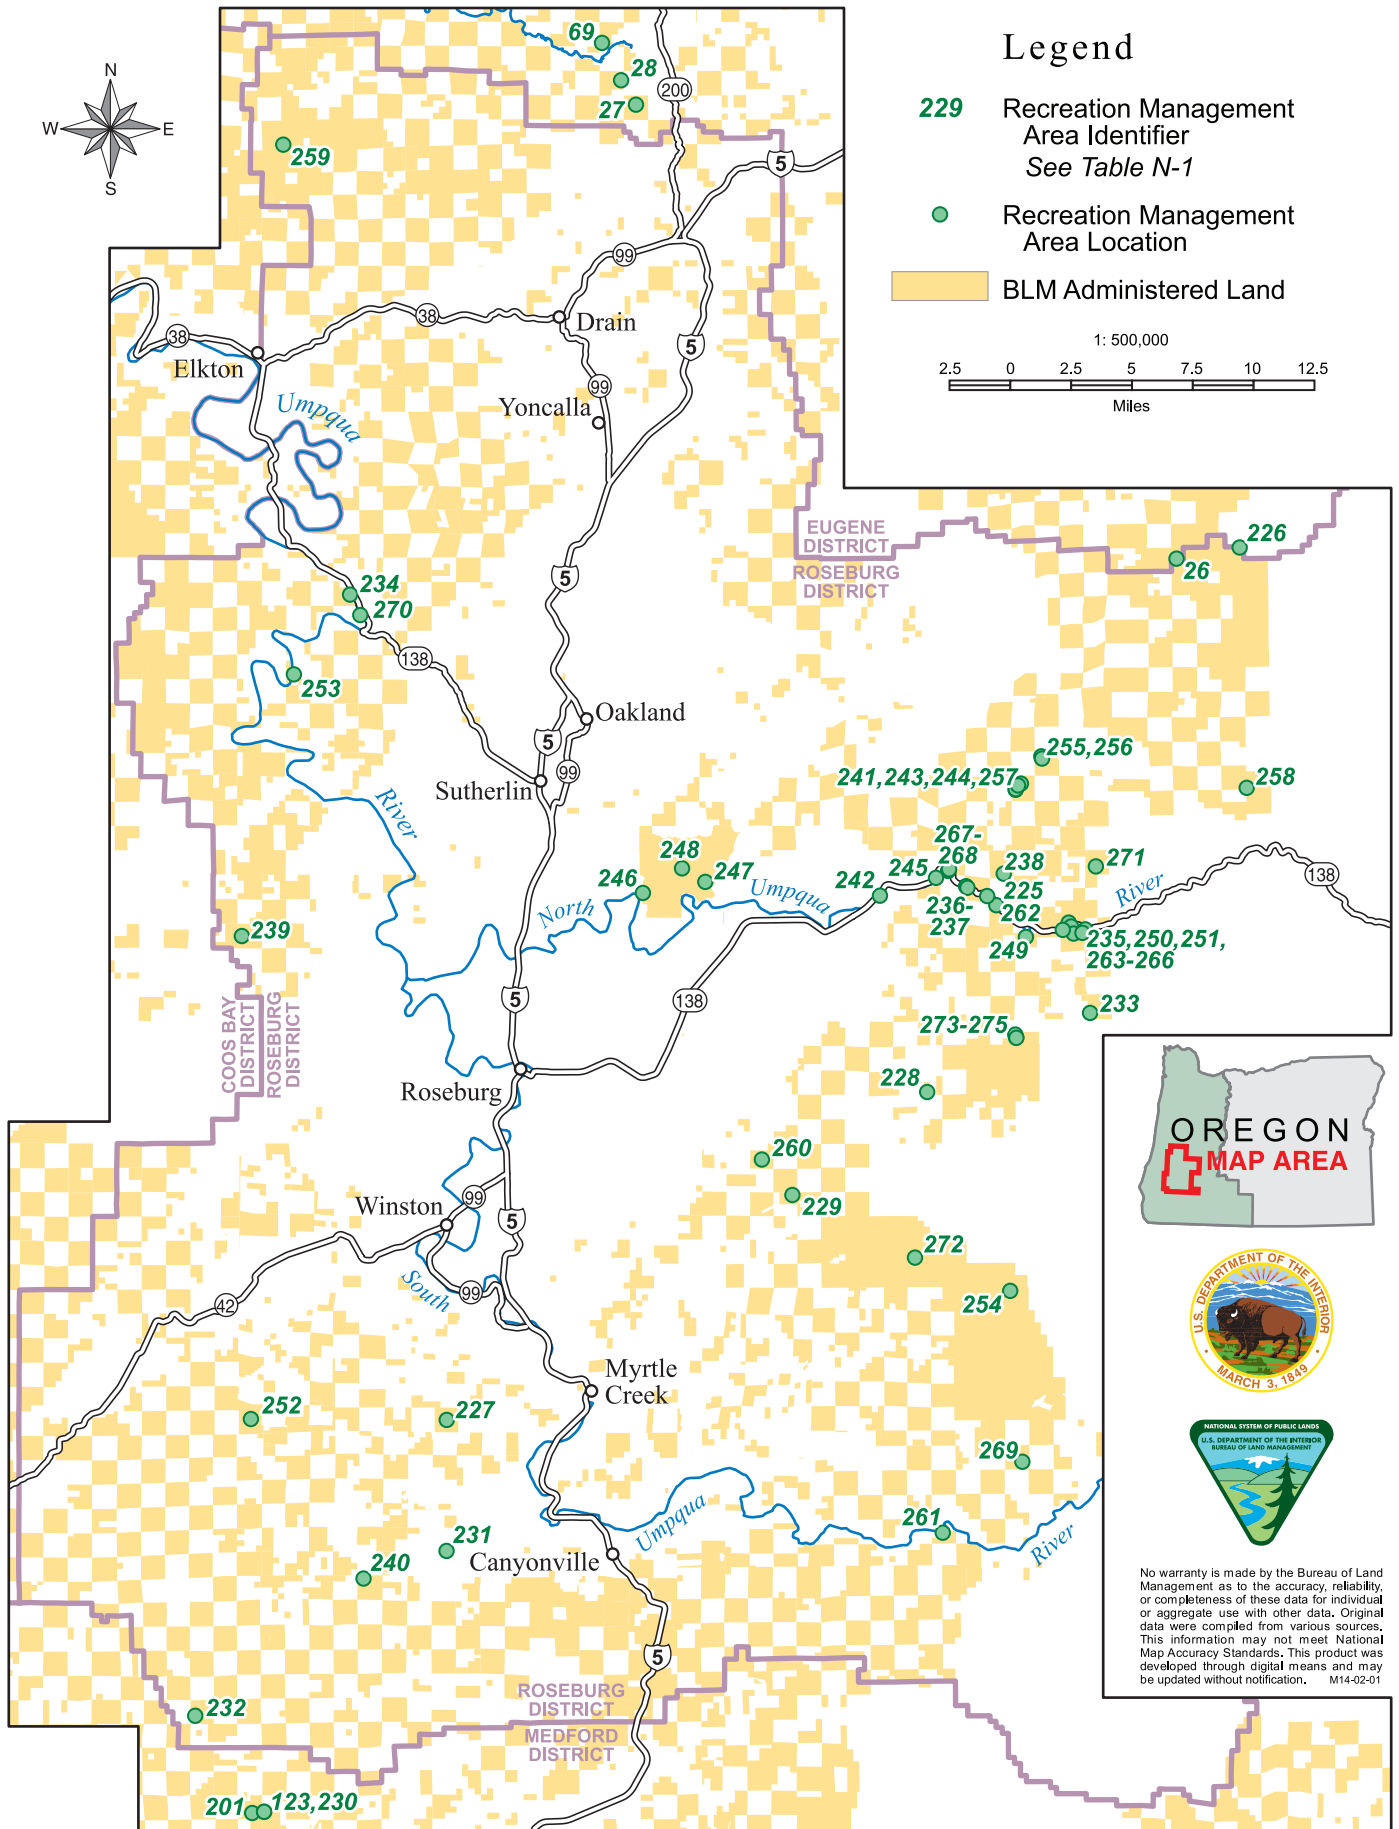 Legend
229
Recreation Management
Area Identifier
See Table N-1
Recreation Management
Area Location
BLM Administered Land
1: 500,000
2.5 0 2.5 5 7.5 10 12.5
Miles
N
W E
S
69
28
27
200
259
5
99
38
38
Drain
Elkton
5
99
Yoncalla
Umpqua
EUGENE
DISTRICT
ROSEBURG
DISTRICT
226
26
5
234
270
138
253
Oakland
5
99
Sutherlin
River
255,256
241,243,244,257
258
267-
268
248
247
246
242
245
238
271
225
262
236-
237
249
235,250,251,
263-266
Umpqua
North
River
138
239
233
COOS BAY
DISTRICT
ROSEBURG
DISTRICT
5
138
273-275
228
Roseburg
260
229
Winston
99
5
South
99
42
272
254
Myrtle
Creek
252
227
269
261
Umpqua
River
231
240
Canyonville
5
ROSEBURG
DISTRICT
MEDFORD
DISTRICT
232
201
123,230
OREGON
MAP AREA
U.S. DEPARTMENT OF THE INTERIOR
MARCH 3, 1849
NATIONAL SYSTEM OF PUBLIC LANDS
U.S. DEPARTMENT OF THE INTERIOR
BUREAU OF LAND MANAGEMENT
No warranty is made by the Bureau of Land
Management as to the accuracy, reliability,
or completeness of these data for individual
or aggregate use with other data. Original
data were compiled from various sources.
This information may not meet National
Map Accuracy Standards. This product was
developed through digital means and may
be updated without notification. M14-02-01